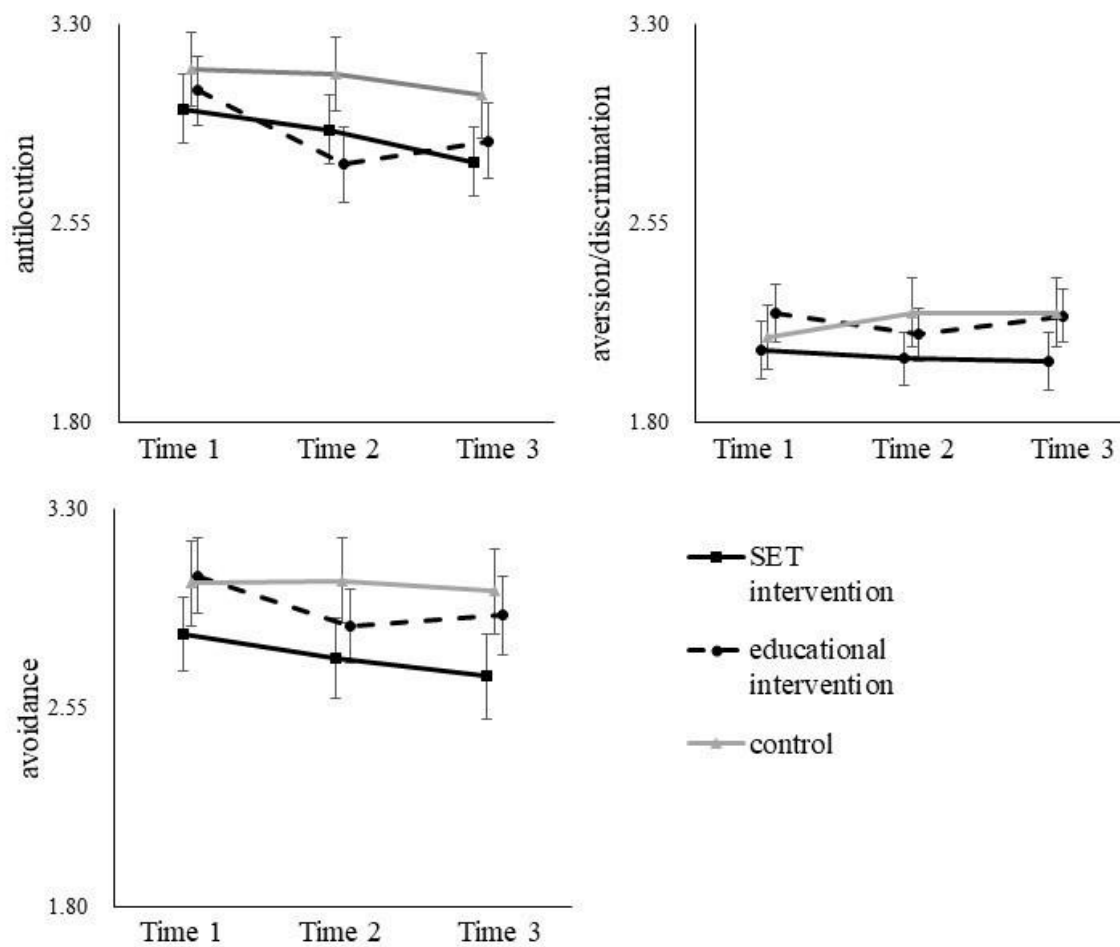 3.30
2.55
1.80
antilocution
Time 1 Time 2 Time 3
3.30
2.55
1.80
aversion/discrimination
Time 1 Time 2 Time 3
3.30
2.55
1.80
avoidance
Time 1 Time 2 Time 3
SET
intervention
educational
intervention
control